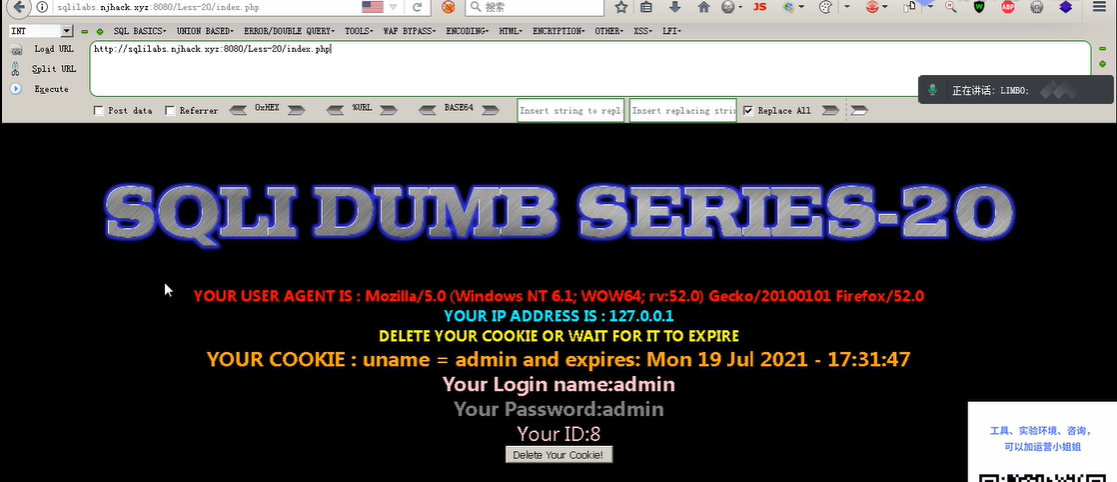 sqlilabs.njhack.xyz:8080/Less-20/index.php
搜索
JS
ABP
INT
SQL BASICS▾ UNION BASED▾ ERROR/DOUBLE QUERY▾ TOOLS▾ WAF BYPASS▾ ENCODING▾ HTML▾ ENCRYPTION▾ OTHER▾ XSS▾ LFI▾
Load URL
http://sqlilabs.njhack.xyz:8080/Less-20/index.php
Split URL
Execute
正在讲话: LIMBO;
Post data Referrer 0xHEX %URL BASE64 Insert string to repl Insert replacing stri Replace All
SQLI DUMB SERIES-20
YOUR USER AGENT IS : Mozilla/5.0 (Windows NT 6.1; WOW64; rv:52.0) Gecko/20100101 Firefox/52.0
YOUR IP ADDRESS IS : 127.0.0.1
DELETE YOUR COOKIE OR WAIT FOR IT TO EXPIRE
YOUR COOKIE : uname = admin and expires: Mon 19 Jul 2021 - 17:31:47
Your Login name:admin
Your Password:admin
Your ID:8
Delete Your Cookie!
工具、实验环境、咨询，
可以加运营小姐姐